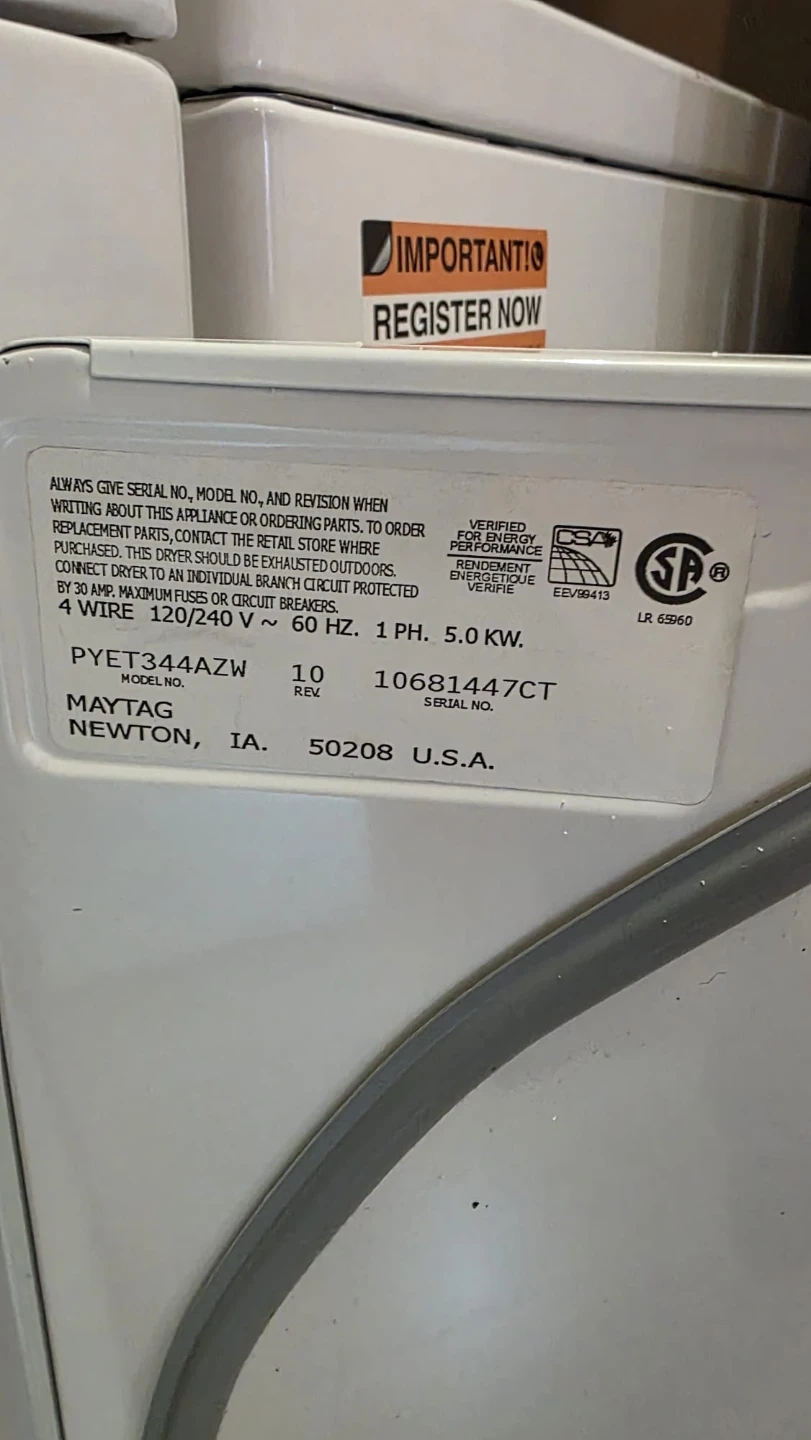 IMPORTANT!
REGISTER NOW
ALWAYS GIVE SERIAL NO., MODEL NO., AND REVISION WHEN
WRITING ABOUT THIS APPLIANCE OR ORDERING PARTS. TO ORDER
REPLACEMENT PARTS, CONTACT THE RETAIL STORE WHERE
PURCHASED. THIS DRYER SHOULD BE EXHAUSTED OUTDOORS.
CONNECT DRYER TO AN INDIVIDUAL BRANCH CIRCUIT PROTECTED
BY 30 AMP. MAXIMUM FUSES OR CIRCUIT BREAKERS.
4 WIRE 120/240 V ~ 60 HZ. 1 PH. 5.0 KW.
VERIFIED
FOR ENERGY
PERFORMANCE
RENDEMENT
ENERGETIQUE
VERIFIE
CSA
EEV99413
SA ®
LR 65960
PYET344AZW 10 10681447CT
MODEL NO. REV. SERIAL NO.
MAYTAG
NEWTON, IA. 50208 U.S.A.